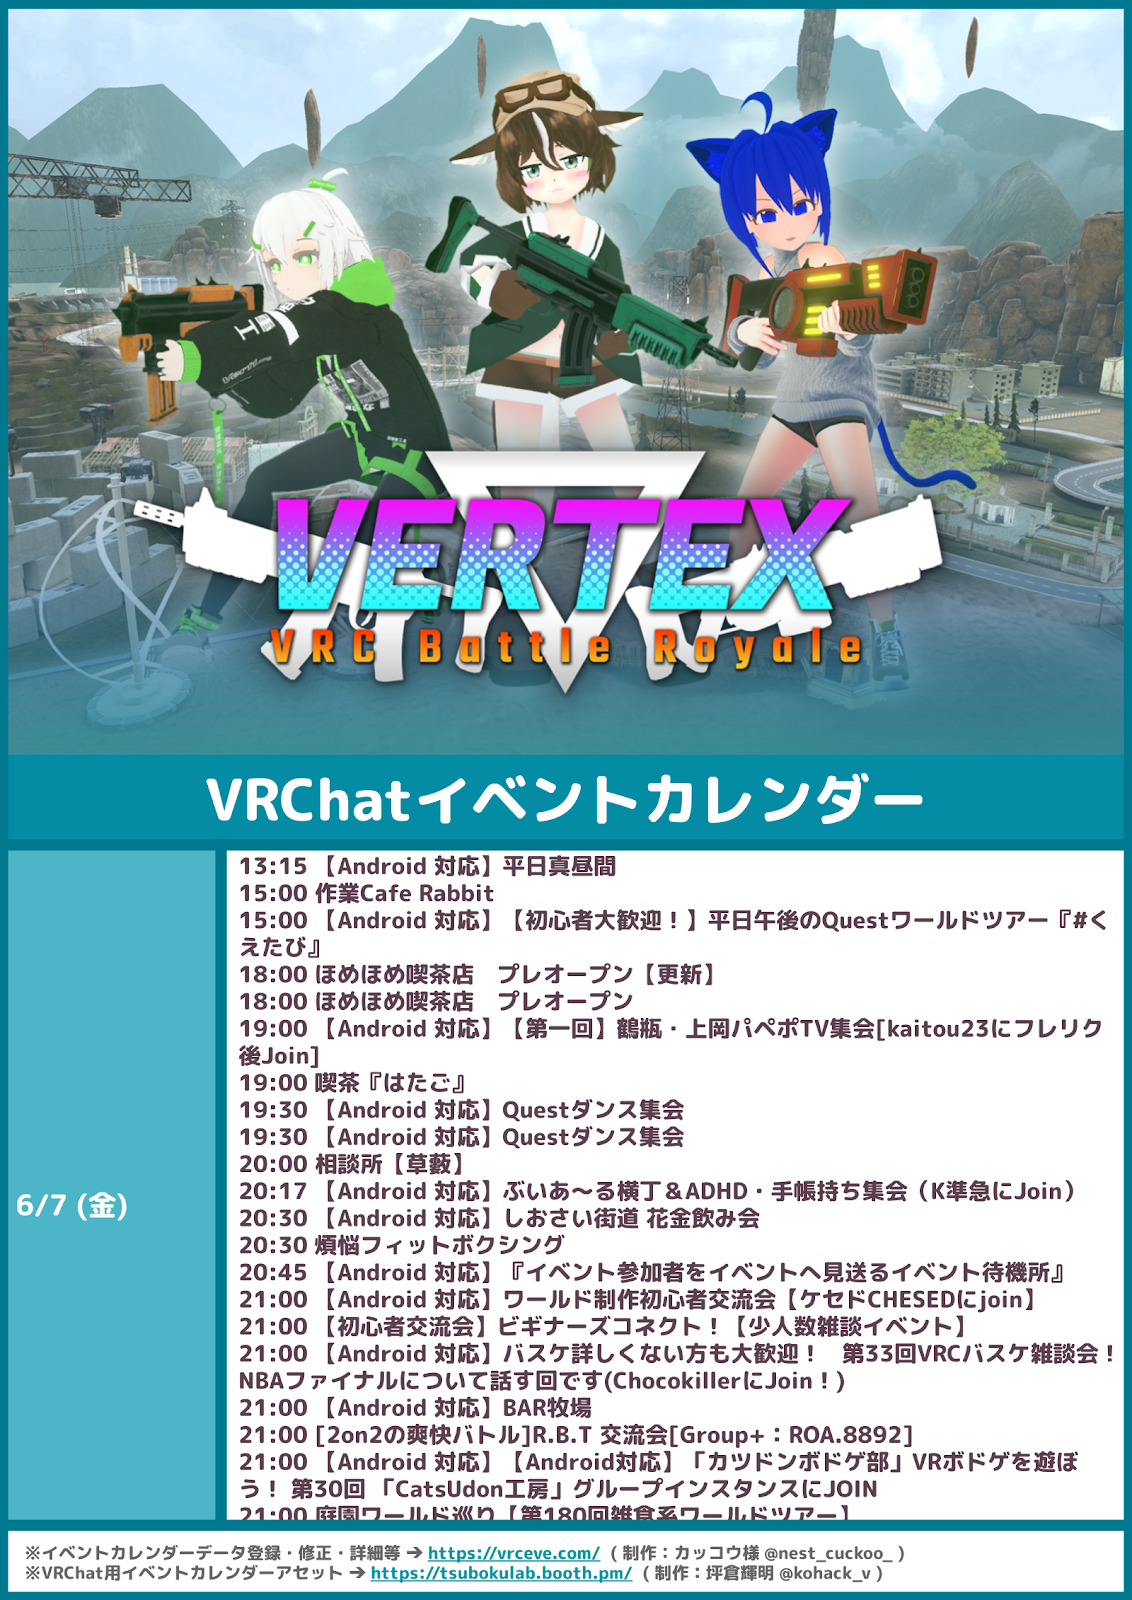 VERTEX
VRC Battle Royale
VRChatイベントカレンダー
6/7 (金)
13:15 【Android 対応】平日真昼間
15:00 作業Cafe Rabbit
15:00 【Android 対応】【初心者大歓迎！】平日午後のQuestワールドツアー『#く
えたび』
18:00 ほめほめ喫茶店　プレオープン【更新】
18:00 ほめほめ喫茶店　プレオープン
19:00 【Android 対応】【第一回】鶴瓶・上岡パペポTV集会[kaitou23にフレリク
後Join]
19:00 喫茶『はたご』
19:30 【Android 対応】Questダンス集会
19:30 【Android 対応】Questダンス集会
20:00 相談所【草藪】
20:17 【Android 対応】ぶいあ～る横丁＆ADHD・手帳持ち集会（K準急にJoin）
20:30 【Android 対応】しおさい街道 花金飲み会
20:30 煩悩フィットボクシング
20:45 【Android 対応】『イベント参加者をイベントへ見送るイベント待機所』
21:00 【Android 対応】ワールド制作初心者交流会【ケセドCHESEDにjoin】
21:00 【初心者交流会】ビギナーズコネクト！【少人数雑談イベント】
21:00 【Android 対応】バスケ詳しくない方も大歓迎！　第33回VRCバスケ雑談会！
NBAファイナルについて話す回です(ChocokillerにJoin！)
21:00 【Android 対応】BAR牧場
21:00 [2on2の爽快バトル]R.B.T 交流会[Group+：ROA.8892]
21:00 【Android 対応】【Android対応】「カツドンボドゲ部」VRボドゲを遊ぼ
う！ 第30回 「CatsUdon工房」グループインスタンスにJOIN
21:00 庭園ワールド巡り【第180回雑食系ワールドツアー】
※イベントカレンダーデータ登録・修正・詳細等 ➔ https://vrceve.com/ （ 制作：カッコウ様 @nest_cuckoo_ ）
※VRChat用イベントカレンダーアセット ➔ https://tsubokulab.booth.pm/ （ 制作：坪倉輝明 @kohack_v ）